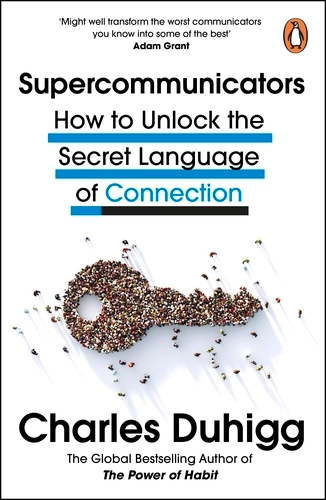 'Might well transform the worst communicators
you know into some of the best'
Adam Grant
Supercommunicators
How to Unlock the
Secret Language
of Connection
Charles Duhigg
The Global Bestselling Author of
The Power of Habit